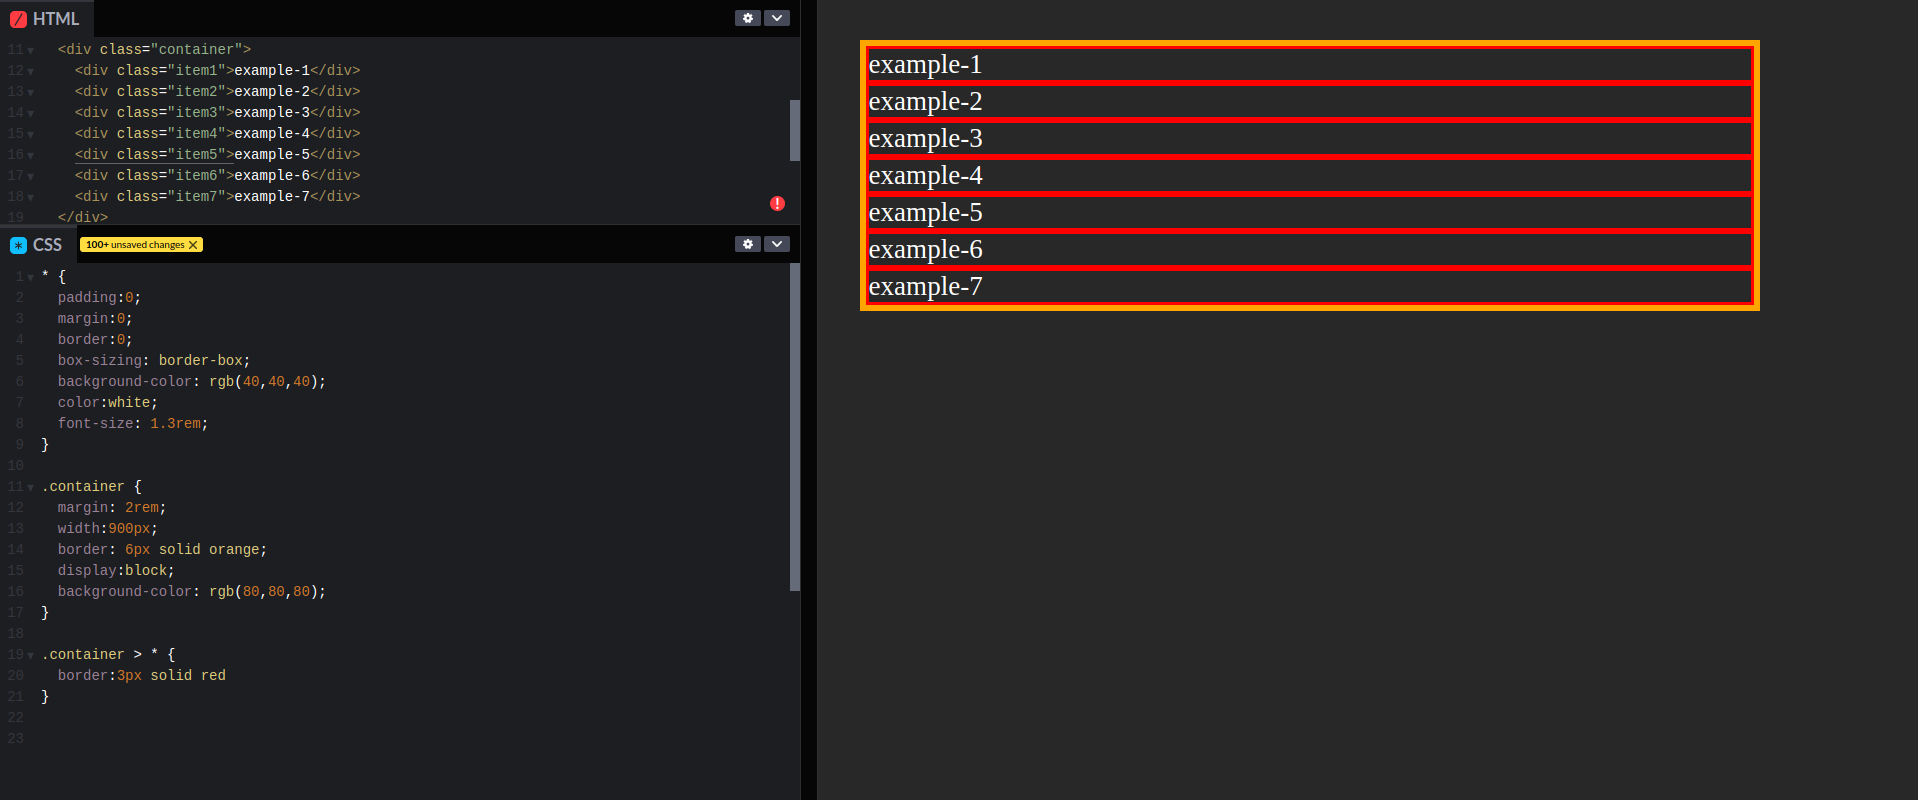 HTML
11 <div class="container">
12 <div class="item1">example-1</div>
13 <div class="item2">example-2</div>
14 <div class="item3">example-3</div>
15 <div class="item4">example-4</div>
16 <div class="item5">example-5</div>
17 <div class="item6">example-6</div>
18 <div class="item7">example-7</div>
19 </div>
CSS 100+ unsaved changes X
1 * {
2 padding:0;
3 margin:0;
4 border:0;
5 box-sizing: border-box;
6 background-color: rgb(40,40,40);
7 color:white;
8 font-size: 1.3rem;
9 }
10
11 .container {
12 margin: 2rem;
13 width:900px;
14 border: 6px solid orange;
15 display:block;
16 background-color: rgb(80,80,80);
17 }
18
19 .container > * {
20 border:3px solid red
21 }
22
23
example-1
example-2
example-3
example-4
example-5
example-6
example-7